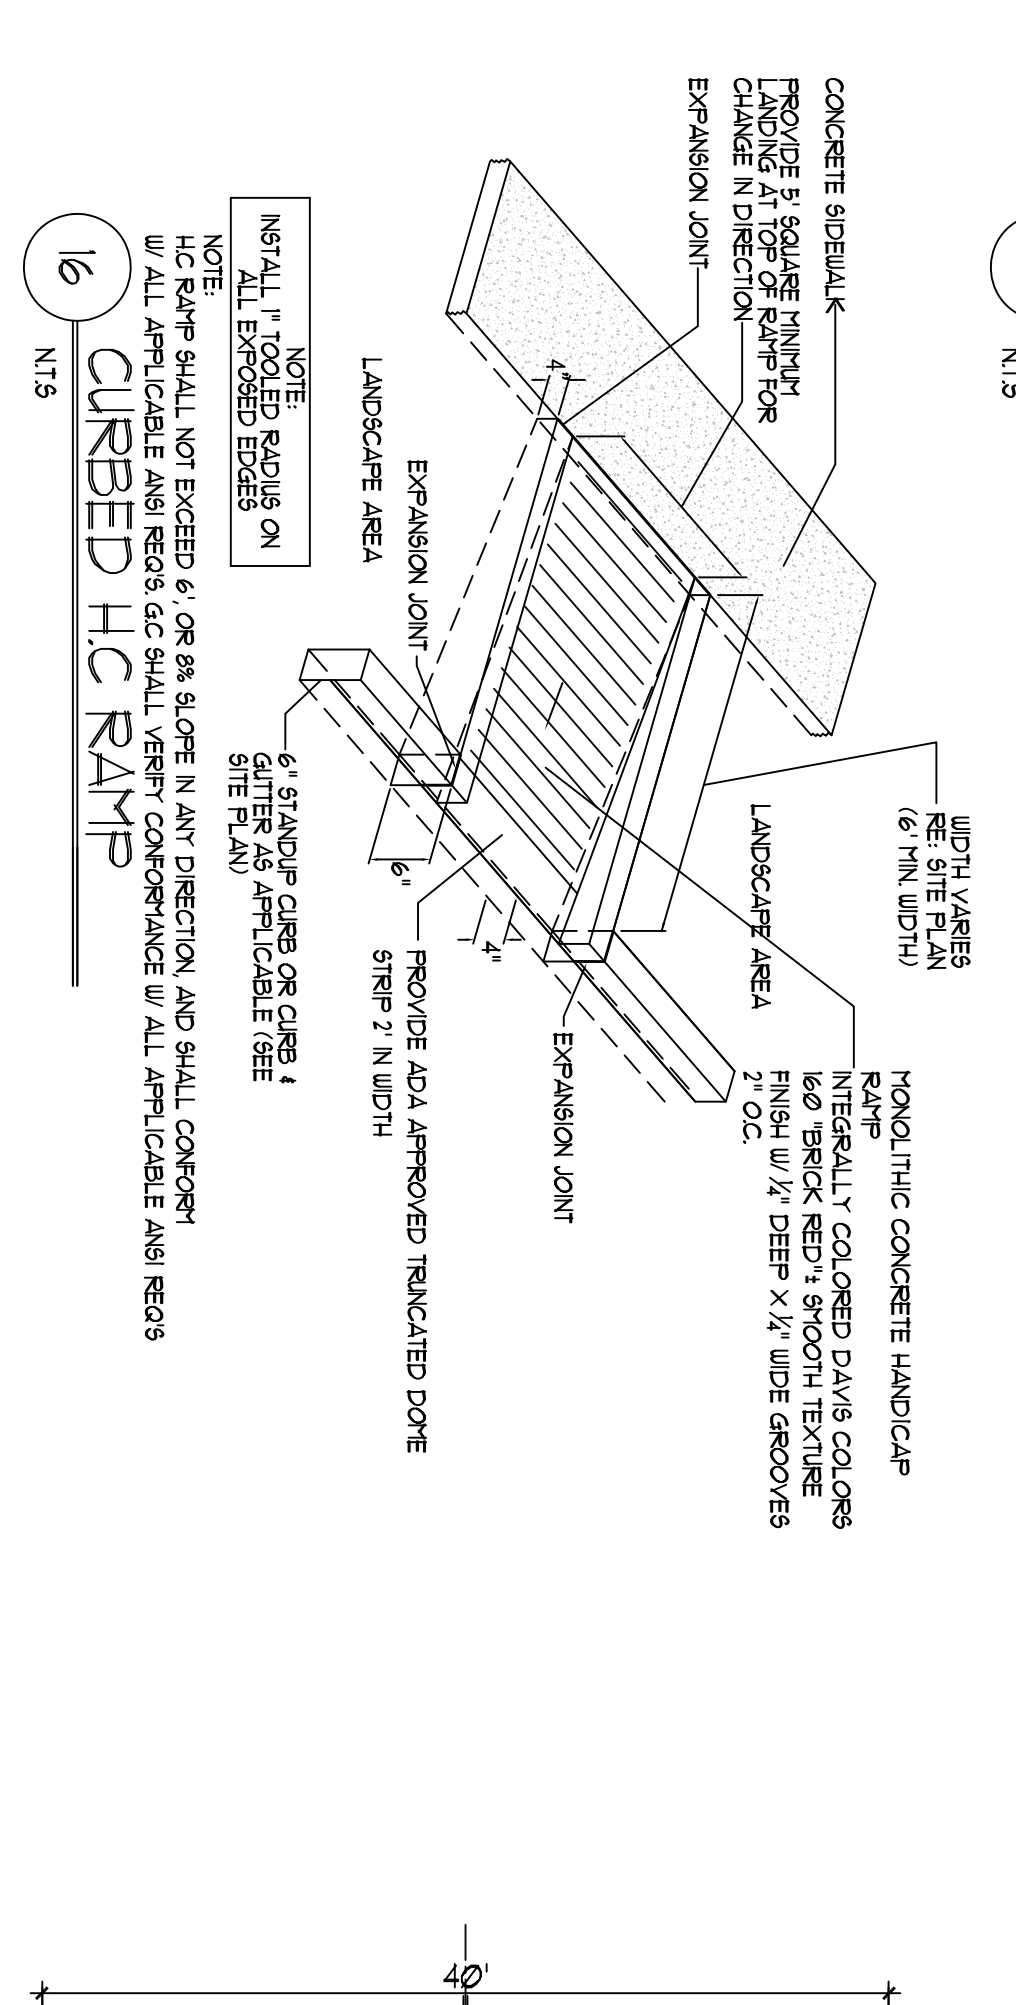 CONCRETE SIDEWALK
PROVIDE 5' SQUARE MINIMUM
LANDING AT TOP OF RAMP FOR
CHANGE IN DIRECTION
EXPANSION JOINT
WIDTH VARIES
RE: SITE PLAN
(6' MIN. WIDTH)
LANDSCAPE AREA
MONOLITHIC CONCRETE HANDICAP
RAMP
INTEGRALLY COLORED DAVIS COLORS
160 "BRICK RED" & SMOOTH TEXTURE
FINISH W/ 1/4" DEEP X 1/4" WIDE GROOVES
2" O.C.
4"
EXPANSION JOINT
LANDSCAPE AREA
6"
4"
EXPANSION JOINT
PROVIDE ADA APPROVED TRUNCATED DOME
STRIP 2' IN WIDTH
6" STANDUP CURB OR CURB &
GUTTER AS APPLICABLE (SEE
SITE PLAN)
NOTE:
INSTALL 1" TOOLED RADIUS ON
ALL EXPOSED EDGES
NOTE:
H.C RAMP SHALL NOT EXCEED 6', OR 8% SLOPE IN ANY DIRECTION, AND SHALL CONFORM
W/ ALL APPLICABLE ANSI REQ'S. G.C SHALL VERIFY CONFORMANCE W/ ALL APPLICABLE ANSI REQ'S
16
CURBED H.C RAMP
N.T.S
N.T.S
40'